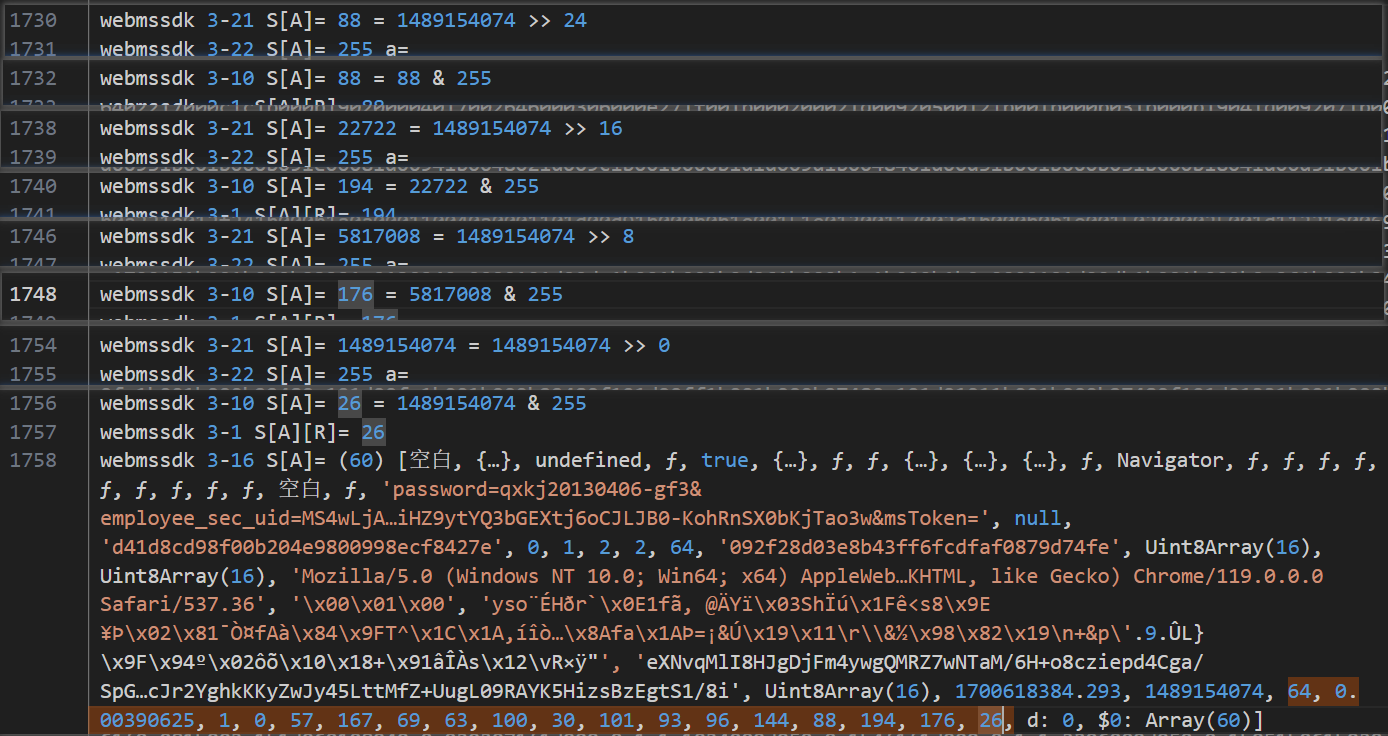 1730 webmssdk 3-21 S[A]= 88 = 1489154074 >> 24
1731 webmssdk 3-22 S[A]= 255 a=
1732 webmssdk 3-10 S[A]= 88 = 88 & 255
1738 webmssdk 3-21 S[A]= 22722 = 1489154074 >> 16
1739 webmssdk 3-22 S[A]= 255 a=
1740 webmssdk 3-10 S[A]= 194 = 22722 & 255
1741 webmssdk 3-1 S[A][R]= 194
1746 webmssdk 3-21 S[A]= 5817008 = 1489154074 >> 8
1747 webmssdk 3-22 S[A]= 255 a=
1748 webmssdk 3-10 S[A]= 176 = 5817008 & 255
1749 webmssdk 3-1 S[A][R]= 176
1754 webmssdk 3-21 S[A]= 1489154074 = 1489154074 >> 0
1755 webmssdk 3-22 S[A]= 255 a=
1756 webmssdk 3-10 S[A]= 26 = 1489154074 & 255
1757 webmssdk 3-1 S[A][R]= 26
1758 webmssdk 3-16 S[A]= (60) [空白, {…}, undefined, ƒ, true, {…}, ƒ, ƒ, {…}, {…}, {…}, ƒ, Navigator, ƒ, ƒ, ƒ, ƒ,
ƒ, ƒ, ƒ, ƒ, ƒ, 空白, ƒ, 'password=qxkj20130406-gf3&
employee_sec_uid=MS4wLjA…iHZ9ytYQ3bGEXtj6oCJLJB0-KohRnSX0bKjTao3w&msToken=', null,
'd41d8cd98f00b204e9800998ecf8427e', 0, 1, 2, 2, 64, '092f28d03e8b43ff6fcdfaf0879d74fe', Uint8Array(16),
Uint8Array(16), 'Mozilla/5.0 (Windows NT 10.0; Win64; x64) AppleWeb…KHTML, like Gecko) Chrome/119.0.0.0
Safari/537.36', '\x00\x01\x00', 'yso¨ÉHðr`\x0E1fã, @ÄYï\x03ShÏú\x1Fê<s8\x9E
¥Þ\x02\x81¯Ò¤fAà\x84\x9FT^\x1C\x1A,íîò…\x8Afa\x1AÞ=¡&Ú\x19\x11\r\\&½\x98\x82\x19\n+&p\'.9.ÛL}
\x9F\x94º\x02ôõ\x10\x18+\x91âÎÀs\x12\vR×ÿ"', 'eXNvqMlI8HJgDjFm4ywgQMRZ7wNTaM/6H+o8cziepd4Cga/
SpG…cJr2YghkKKyZwJy45LttMfZ+UugL09RAYK5HizsBzEgtS1/8i', Uint8Array(16), 1700618384.293, 1489154074, 64, 0.
00390625, 1, 0, 57, 167, 69, 63, 100, 30, 101, 93, 96, 144, 88, 194, 176, 26, d: 0, $0: Array(60)]